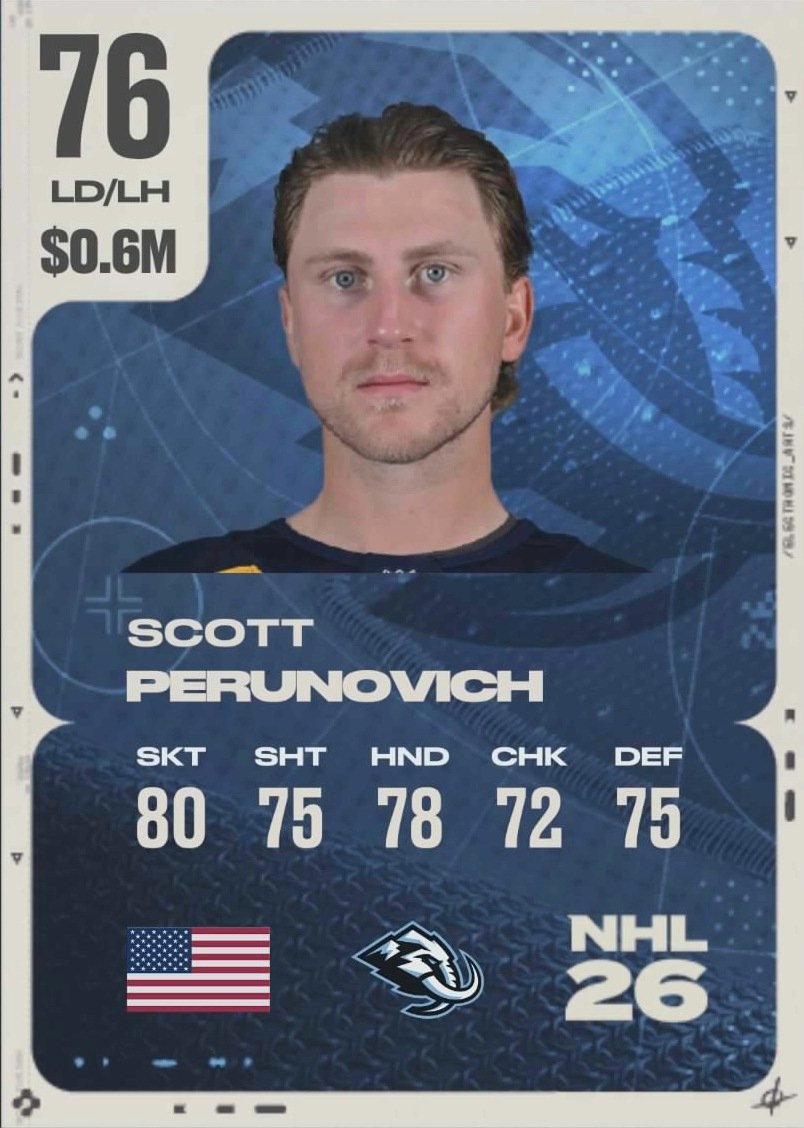 76
LD/LH
$0.6M
SCOTT
PERUNOVICH
SKT SHT HND CHK DEF
80 75 78 72 75
NHL
26